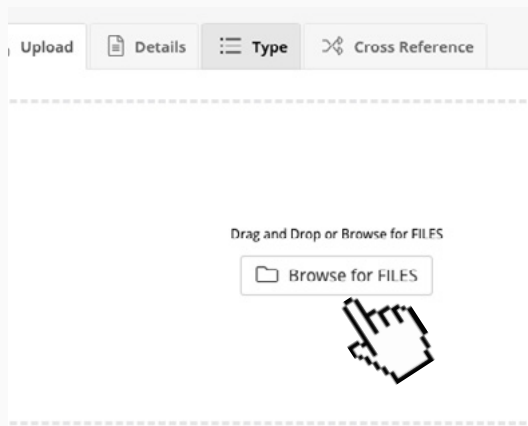 Upload Details Type Cross Reference
Drag and Drop or Browse for FILES
Browse for FILES